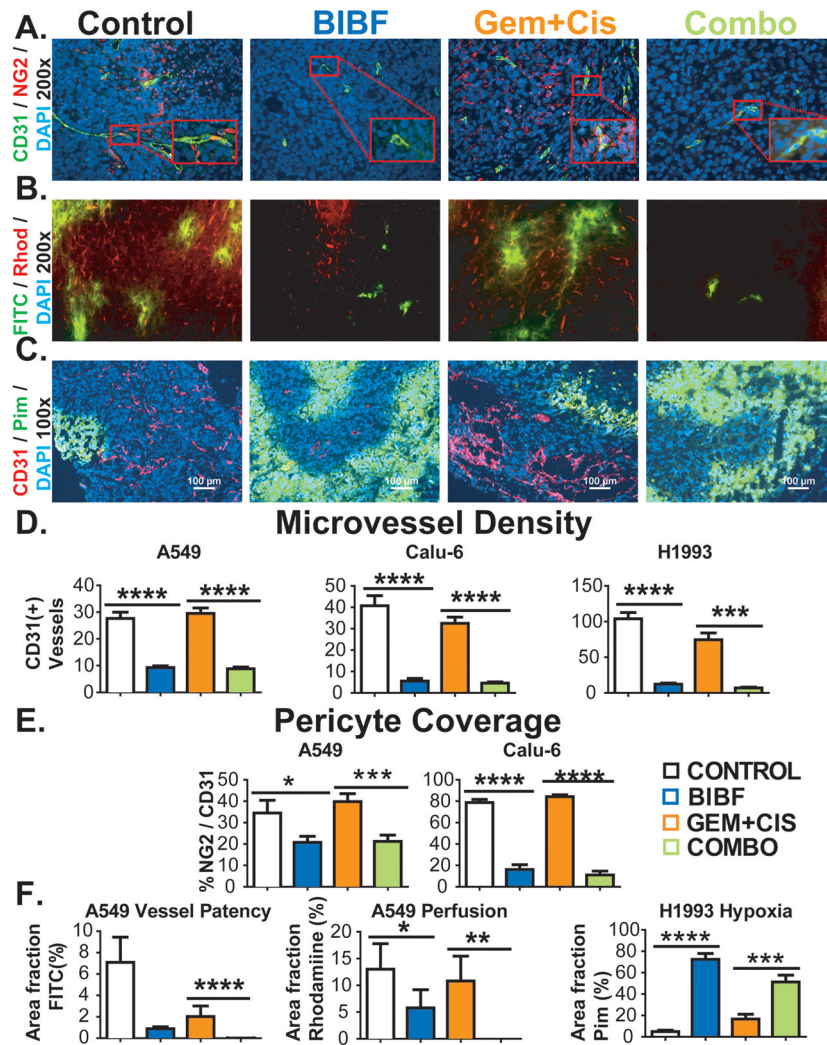 A. Control BIBF Gem+Cis Combo
CD31 / NG2 /
DAPI 200x
B.
FITC / Rhod /
DAPI 200x
C.
CD31 / Pim /
DAPI 100x
100 µm 100 µm 100 µm 100 µm
D. Microvessel Density
A549 Calu-6 H1993
CD31(+)
Vessels
40
30
20
10
0
**** ****
50
40
30
20
10
0
**** ****
150
100
50
0
**** ***
E. Pericyte Coverage
A549 Calu-6
% NG2 / CD31
50
40
30
20
10
0
* ***
100
80
60
40
20
0
**** ****
CONTROL
BIBF
GEM+CIS
COMBO
F.
A549 Vessel Patency A549 Perfusion H1993 Hypoxia
Area fraction
FITC(%)
10
8
6
4
2
0
****
Area fraction
Rhodamiine (%)
20
15
10
5
0
* **
Area fraction
Pim (%)
100
80
60
40
20
0
**** ***